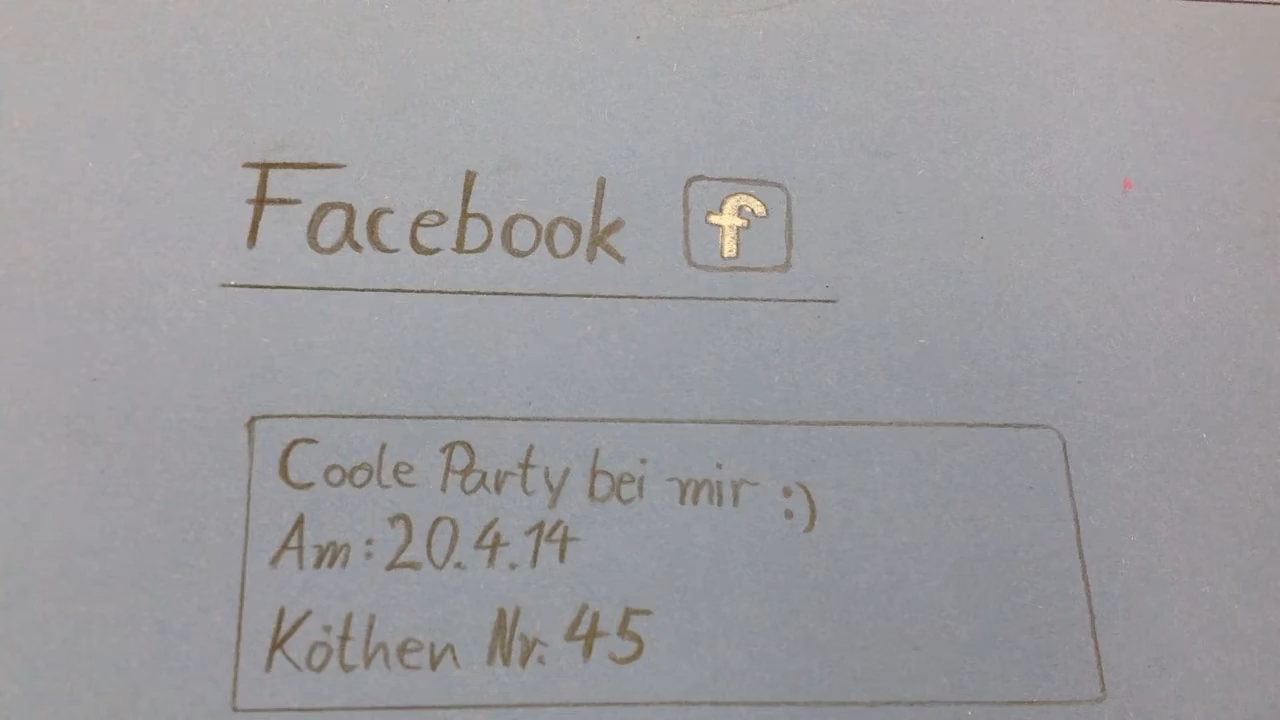 Facebook f
Coole Party bei mir :)
Am: 20.4.14
Köthen Nr. 45